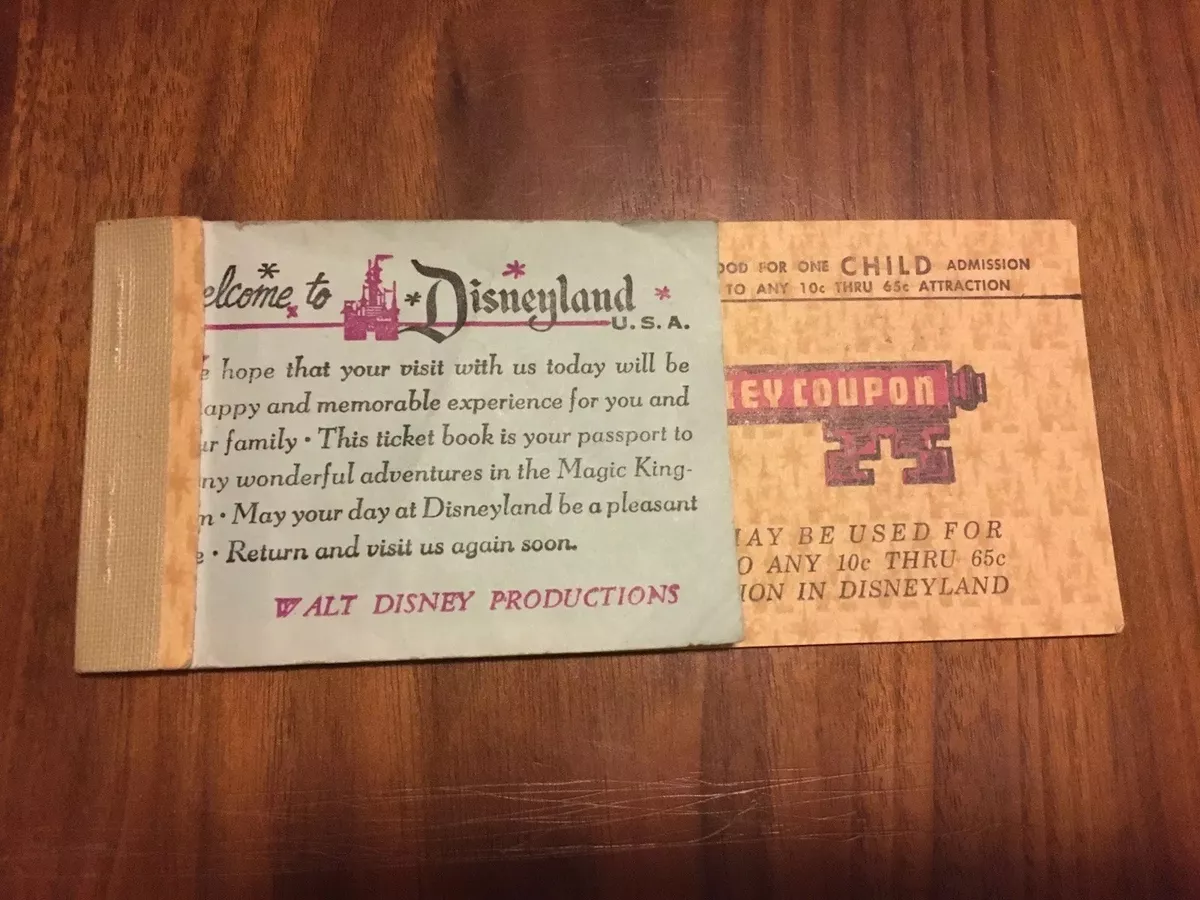 elcome to Disneyland
U.S.A.
hope that your visit with us today will be
appy and memorable experience for you and
ur family • This ticket book is your passport to
ny wonderful adventures in the Magic King-
• May your day at Disneyland be a pleasant
• Return and visit us again soon.
WALT DISNEY PRODUCTIONS
OOD FOR ONE CHILD ADMISSION
TO ANY 10c THRU 65c ATTRACTION
EY COUPON
AY BE USED FOR
O ANY 10c THRU 65c
ION IN DISNEYLAND